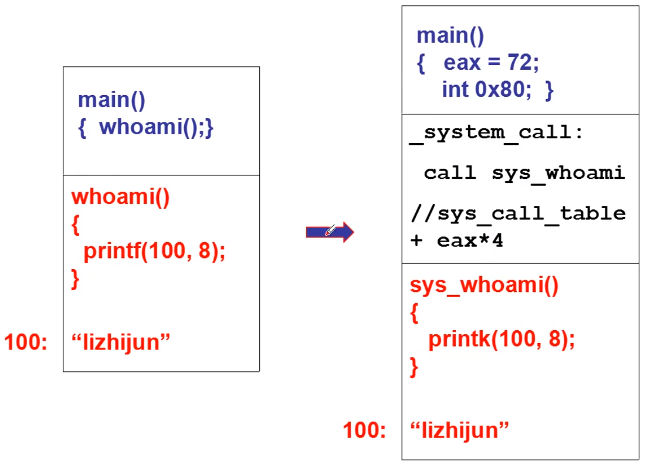 main()
{ whoami();}
whoami()
{
printf(100, 8);
}
100: “lizhijun”
main()
{ eax = 72;
int 0x80; }
_system_call:
call sys_whoami
//sys_call_table
+ eax*4
sys_whoami()
{
printk(100, 8);
}
100: “lizhijun”